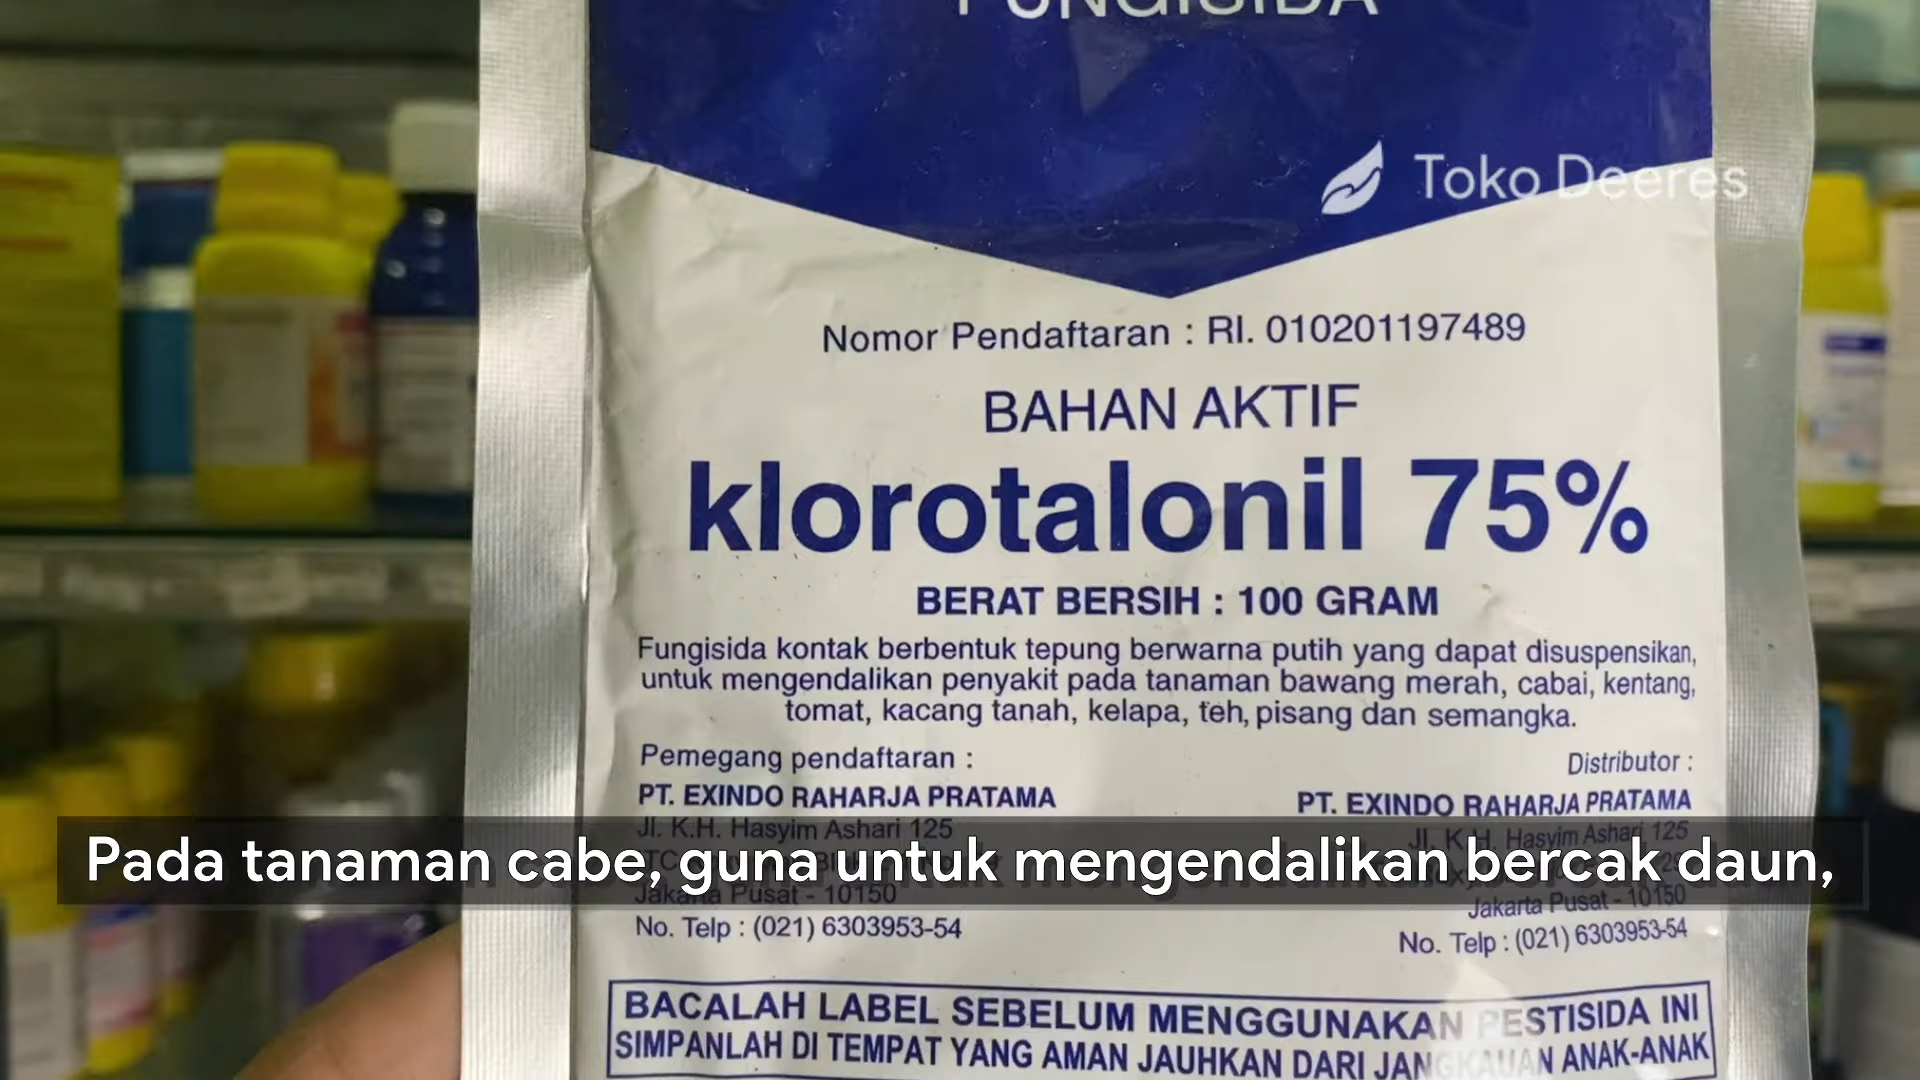 FUNGISIDA
Toko Deeres
Nomor Pendaftaran : RI. 010201197489
BAHAN AKTIF
klorotalonil 75%
BERAT BERSIH : 100 GRAM
Fungisida kontak berbentuk tepung berwarna putih yang dapat disuspensikan,
untuk mengendalikan penyakit pada tanaman bawang merah, cabai, kentang,
tomat, kacang tanah, kelapa, teh, pisang dan semangka.
Pemegang pendaftaran :
PT. EXINDO RAHARJA PRATAMA
Jl. K.H. Hasyim Ashari 125
Jakarta Pusat - 10150
No. Telp : (021) 6303953-54
Distributor :
PT. EXINDO RAHARJA PRATAMA
Jl. K.H. Hasyim Ashari 125
Jakarta Pusat - 10150
No. Telp : (021) 6303953-54
Pada tanaman cabe, guna untuk mengendalikan bercak daun,
BACALAH LABEL SEBELUM MENGGUNAKAN PESTISIDA INI
SIMPANLAH DI TEMPAT YANG AMAN JAUHKAN DARI JANGKAUAN ANAK-ANAK